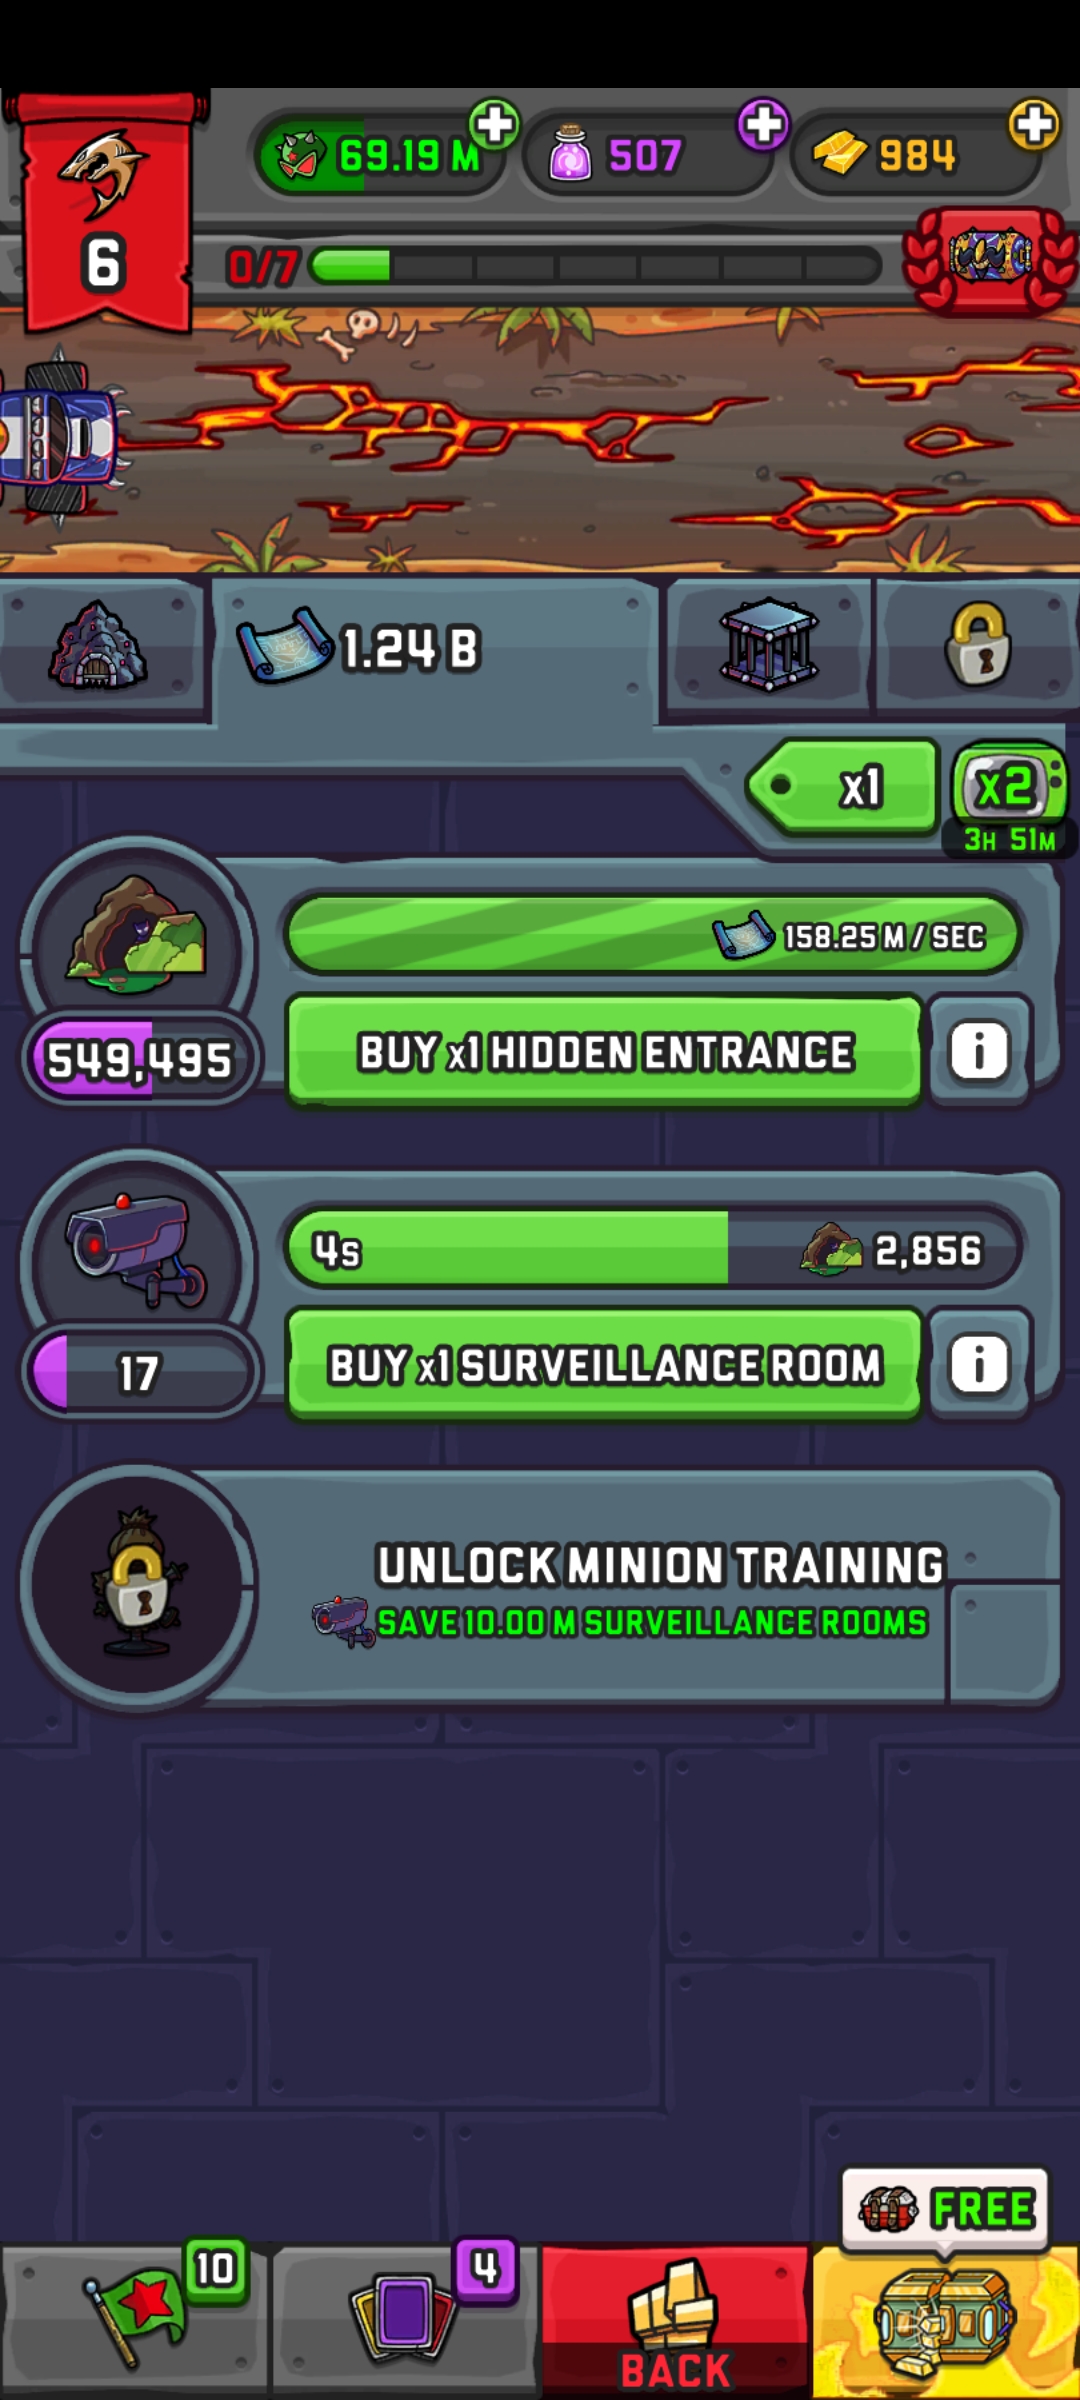 69.19 M
507
984
6
0/7
1.24 B
x1
x2
3H 51M
158.25 M / SEC
549,495
BUY x1 HIDDEN ENTRANCE
i
4S
2,856
17
BUY x1 SURVEILLANCE ROOM
i
UNLOCK MINION TRAINING
SAVE 10.00 M SURVEILLANCE ROOMS
FREE
10
4
BACK